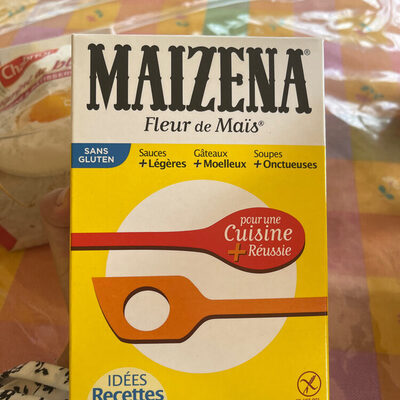 MAIZENA®
Fleur de Maïs®
SANS
GLUTEN
Sauces
+Légères
Gâteaux
+Moelleux
Soupes
+Onctueuses
pour une
Cuisine
+Réussie
IDÉES
Recettes